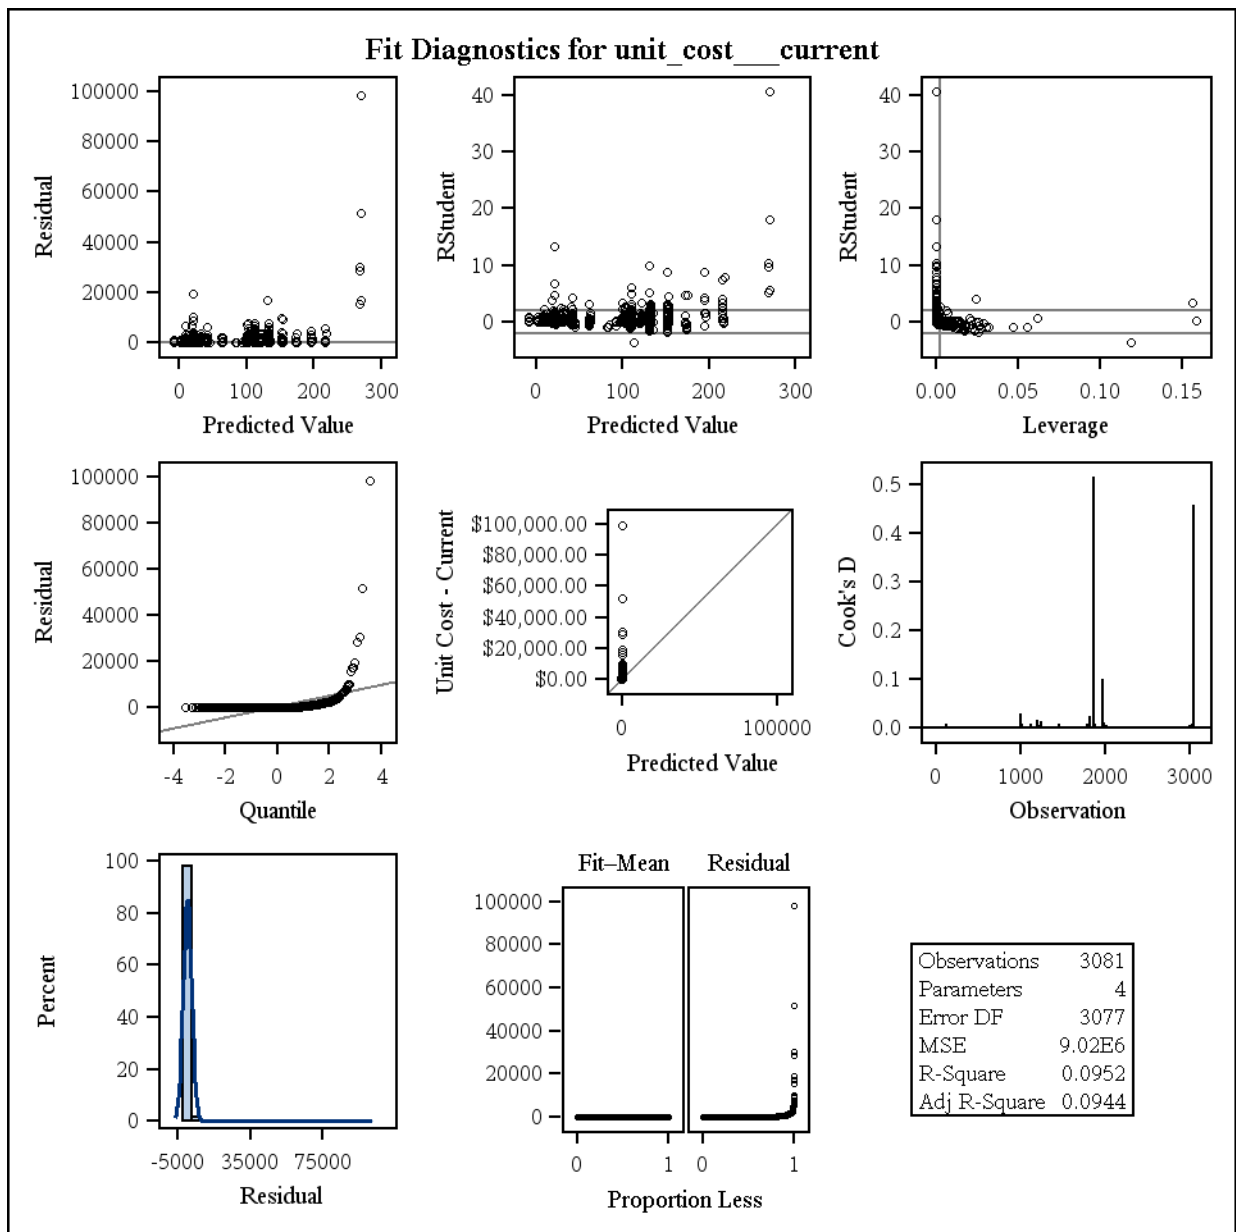 Fit Diagnostics for unit_cost___current
100000
80000
60000
40000
20000
0
Residual
0 100 200 300
Predicted Value
40
30
20
10
0
RStudent
0 100 200 300
Predicted Value
40
30
20
10
0
RStudent
0.00 0.05 0.10 0.15
Leverage
100000
80000
60000
40000
20000
0
Residual
-4 -2 0 2 4
Quantile
$100,000.00
$80,000.00
$60,000.00
$40,000.00
$20,000.00
$0.00
Unit Cost - Current
0 100000
Predicted Value
0.5
0.4
0.3
0.2
0.1
0.0
Cook's D
0 1000 2000 3000
Observation
100
80
60
40
20
0
Percent
-5000 35000 75000
Residual
Fit–Mean Residual
100000
80000
60000
40000
20000
0
0 1 0 1
Proportion Less
Observations 3081
Parameters 4
Error DF 3077
MSE 9.02E6
R-Square 0.0952
Adj R-Square 0.0944